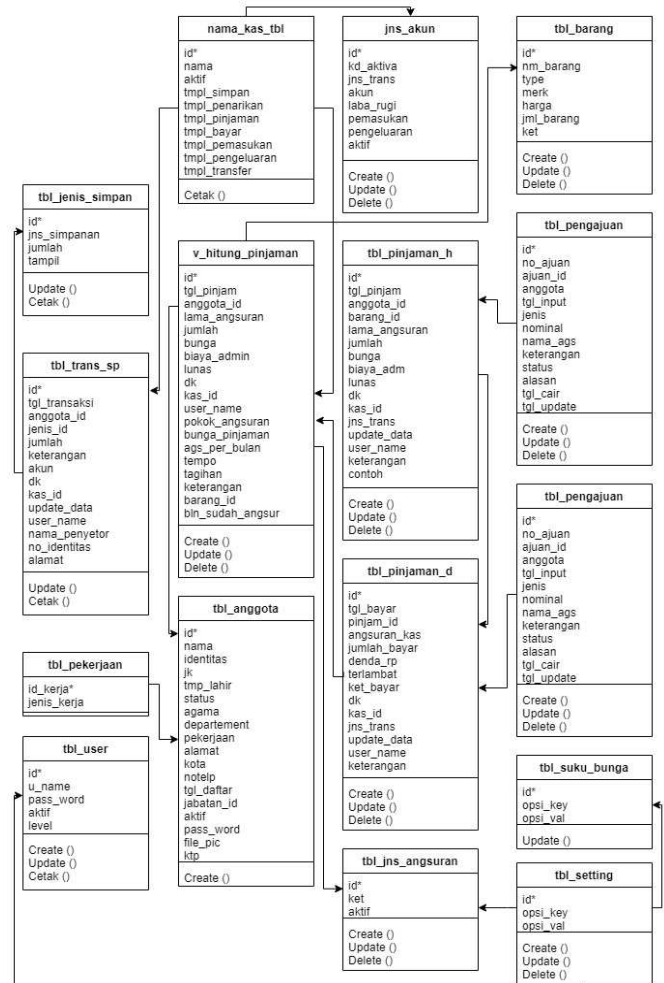 nama_kas_tbl
id*
nama
aktif
tmpl_simpan
tmpl_penarikan
tmpl_pinjaman
tmpl_bayar
tmpl_pemasukan
tmpl_pengeluaran
tmpl_transfer
Cetak ()
jns_akun
id*
kd_aktiva
jns_trans
akun
laba_rugi
pemasukan
pengeluaran
aktif
Create ()
Update ()
Delete ()
tbl_barang
id*
nm_barang
type
merk
harga
jml_barang
ket
Create ()
Update ()
Delete ()
tbl_jenis_simpan
id*
jns_simpanan
jumlah
tampil
Update ()
Cetak ()
v_hitung_pinjaman
id*
tgl_pinjam
anggota_id
lama_angsuran
jumlah
bunga
biaya_admin
lunas
dk
kas_id
user_name
pokok_angsuran
bunga_pinjaman
ags_per_bulan
tempo
tagihan
keterangan
barang_id
bln_sudah_angsur
Create ()
Update ()
Delete ()
tbl_pinjaman_h
id*
tgl_pinjam
anggota_id
barang_id
lama_angsuran
jumlah
bunga
biaya_adm
lunas
dk
kas_id
jns_trans
update_data
user_name
keterangan
contoh
Create ()
Update ()
Delete ()
tbl_pengajuan
id*
no_ajuan
ajuan_id
anggota
tgl_input
jenis
nominal
nama_ags
keterangan
status
alasan
tgl_cair
tgl_update
Create ()
Update ()
Delete ()
tbl_trans_sp
id*
tgl_transaksi
anggota_id
jenis_id
jumlah
keterangan
akun
dk
kas_id
update_data
user_name
nama_penyetor
no_identitas
alamat
Update ()
Cetak ()
tbl_pengajuan
id*
no_ajuan
ajuan_id
anggota
tgl_input
jenis
nominal
nama_ags
keterangan
status
alasan
tgl_cair
tgl_update
Create ()
Update ()
Delete ()
tbl_pinjaman_d
id*
tgl_bayar
pinjam_id
angsuran_kas
jumlah_bayar
denda_rp
terlambat
ket_bayar
dk
kas_id
jns_trans
update_data
user_name
keterangan
Create ()
Update ()
Delete ()
tbl_anggota
id*
nama
identitas
jk
tmp_lahir
status
agama
departement
pekerjaan
alamat
kota
notelp
tgl_daftar
jabatan_id
aktif
pass_word
file_pic
ktp
Create ()
tbl_pekerjaan
id_kerja*
jenis_kerja
tbl_user
id*
u_name
pass_word
aktif
level
Create ()
Update ()
Cetak ()
tbl_suku_bunga
id*
opsi_key
opsi_val
Update ()
tbl_jns_angsuran
id*
ket
aktif
Create ()
Update ()
Delete ()
tbl_setting
id*
opsi_key
opsi_val
Create ()
Update ()
Delete ()